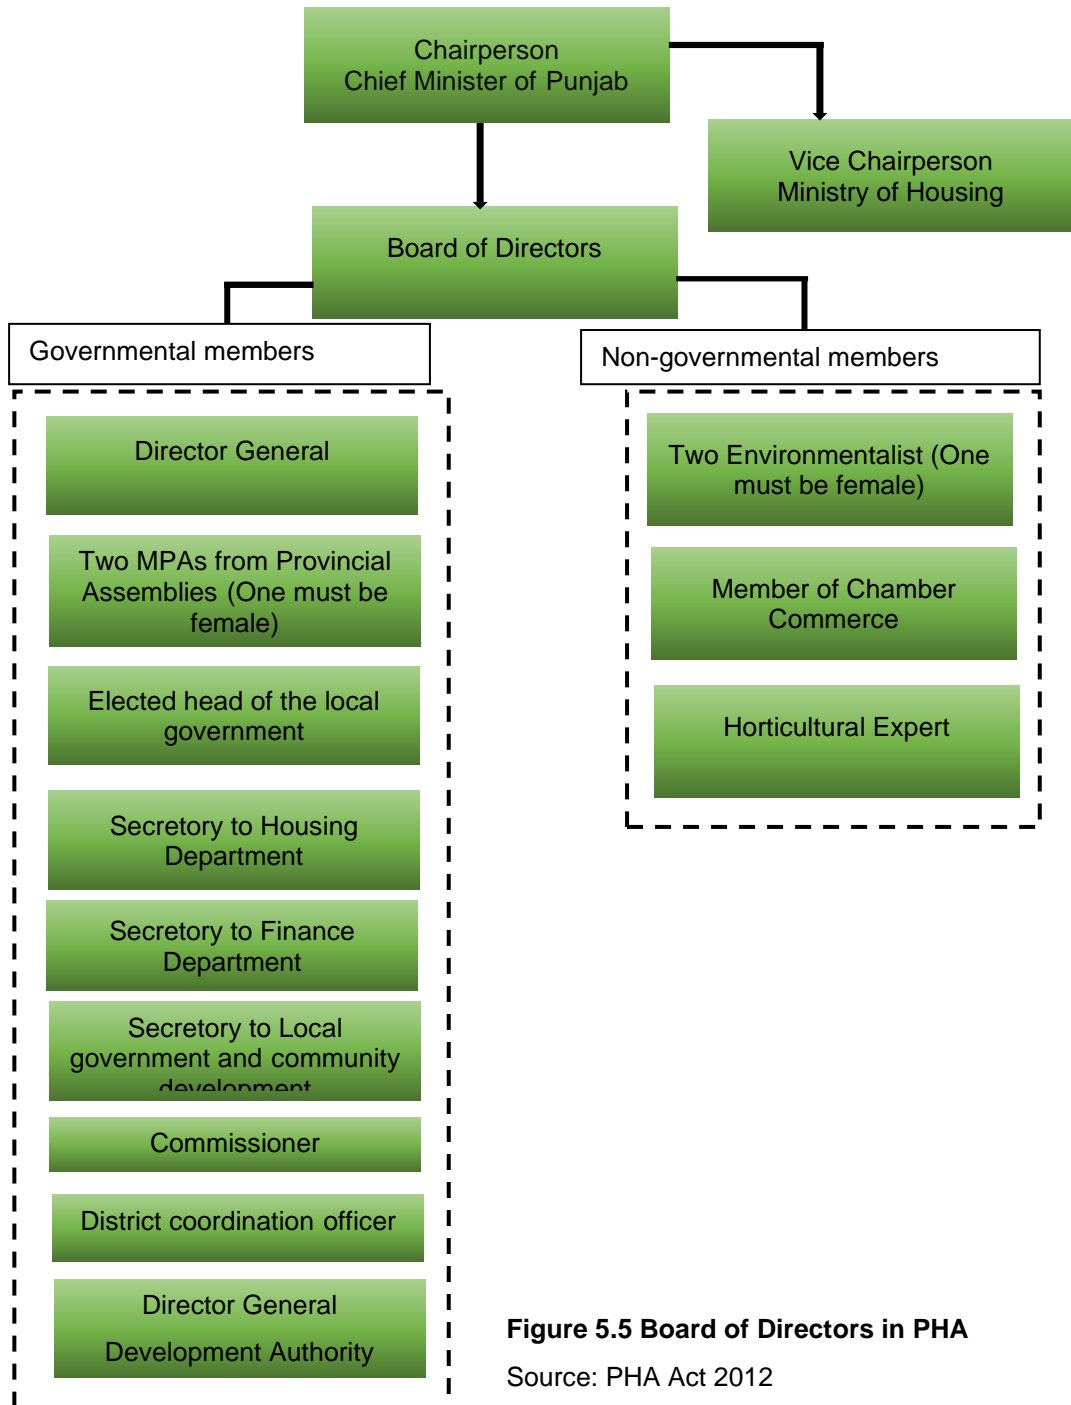 Chairperson
Chief Minister of Punjab
Vice Chairperson
Ministry of Housing
Board of Directors
Governmental members
Non-governmental members
Director General
Two MPAs from Provincial
Assemblies (One must be
female)
Elected head of the local
government
Secretory to Housing
Department
Secretory to Finance
Department
Secretory to Local
government and community
development
Commissioner
District coordination officer
Director General
Development Authority
Two Environmentalist (One
must be female)
Member of Chamber
Commerce
Horticultural Expert
Figure 5.5 Board of Directors in PHA
Source: PHA Act 2012